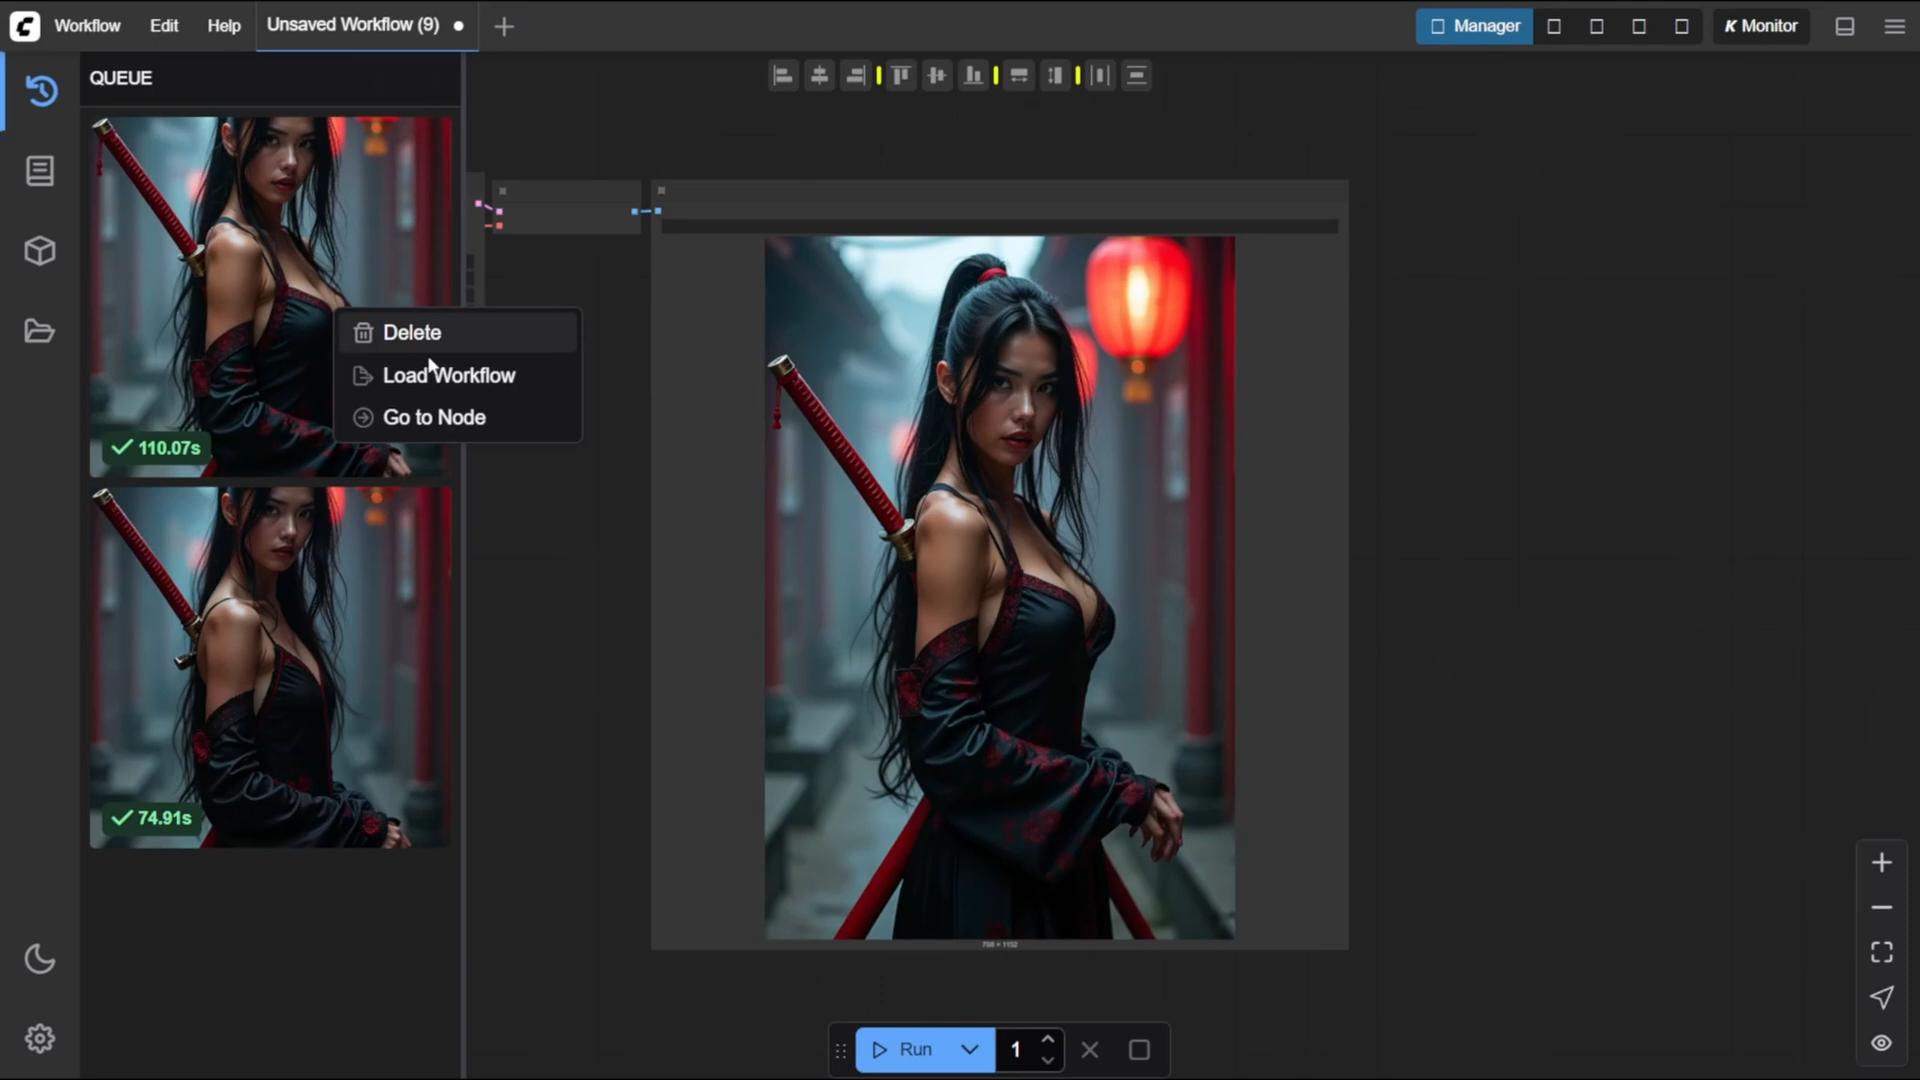 Workflow Edit Help Unsaved Workflow (9)
Manager
K Monitor
QUEUE
Delete
Load Workflow
Go to Node
110.07s
74.91s
Run 1